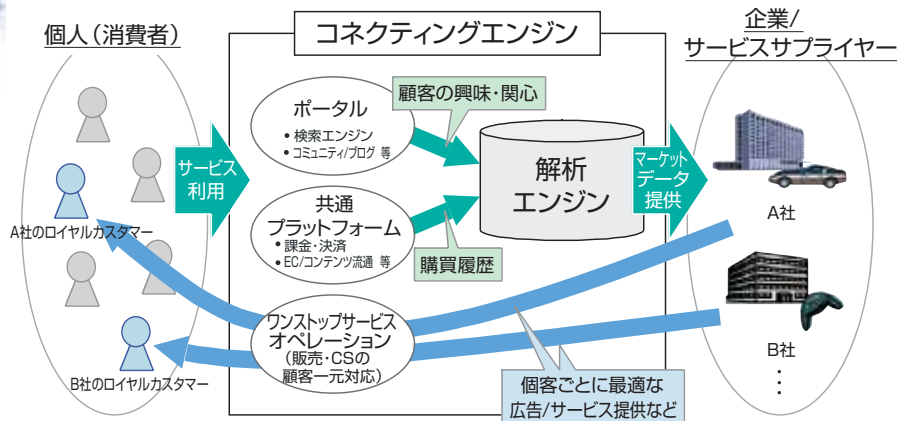 コネクティングエンジン
個人（消費者）
企業/
サービスサプライヤー
ポータル
• 検索エンジン
• コミュニティ/ブログ 等
顧客の興味・関心
サービス
利用
解析
エンジン
マーケット
データ
提供
共通
プラットフォーム
• 課金・決済
• EC/コンテンツ流通 等
購買履歴
A社のロイヤルカスタマー
A社
ワンストップサービス
オペレーション
（販売・CSの
顧客一元対応）
B社のロイヤルカスタマー
B社
⋮
個客ごとに最適な
広告/サービス提供など